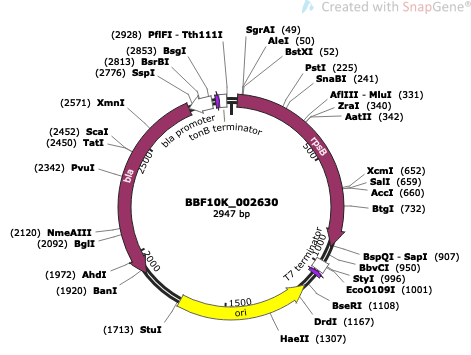 Created with SnapGene®
(2928) PflFI - Tth111I
(2853) BsgI
(2813) BsrBI
(2776) SspI
(2571) XmnI
(2452) ScaI
(2450) TatI
(2342) PvuI
(2120) NmeAIII
(2092) BglI
(1972) AhdI
(1920) BanI
(1713) StuI
SgrAI (49)
AleI (50)
BstXI (52)
PstI (225)
SnaBI (241)
AflIII - MluI (331)
ZraI (340)
AatII (342)
XcmI (652)
SalI (659)
AccI (660)
BtgI (732)
BspQI - SapI (907)
BbvCI (950)
StyI (996)
EcoO109I (1001)
BseRI (1108)
DrdI (1167)
HaeII (1307)
bla promoter
tonB terminator
rpsB
bla
T7 terminator
ori
500
1000
1500
2000
2500
BBF10K_002630
2947 bp